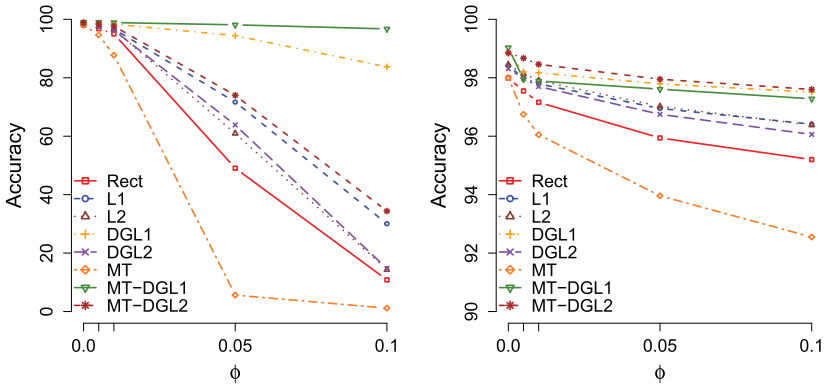 100
80
60
40
20
0
Accuracy
Rect
L1
L2
DGL1
DGL2
MT
MT−DGL1
MT−DGL2
0.0
0.05
0.1
ϕ
100
98
96
94
92
90
Accuracy
Rect
L1
L2
DGL1
DGL2
MT
MT−DGL1
MT−DGL2
0.0
0.05
0.1
ϕ